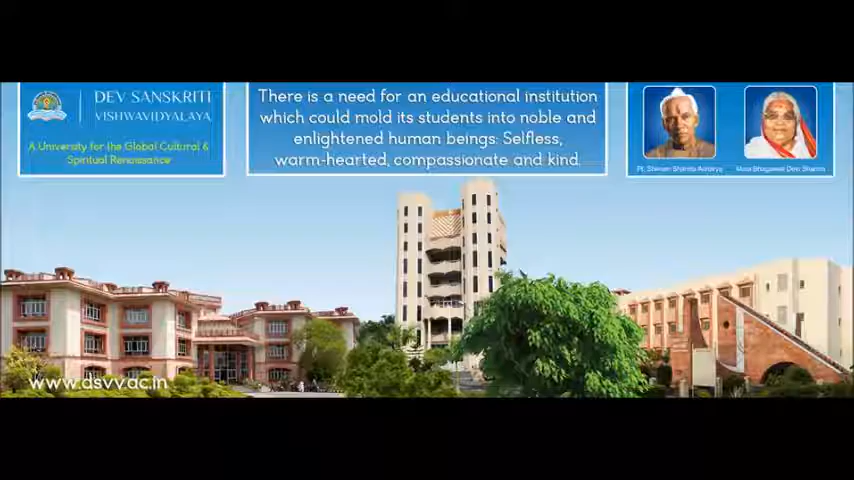 DEV SANSKRITI
VISHWAVIDYALAYA
A University for the Global Cultural &
Spiritual Renaissance
There is a need for an educational institution
which could mold its students into noble and
enlightened human beings: Selfless,
warm-hearted, compassionate and kind.
Pt. Shriram Sharma Acharya
Mata Bhagawati Devi Sharma
www.dsvv.ac.in